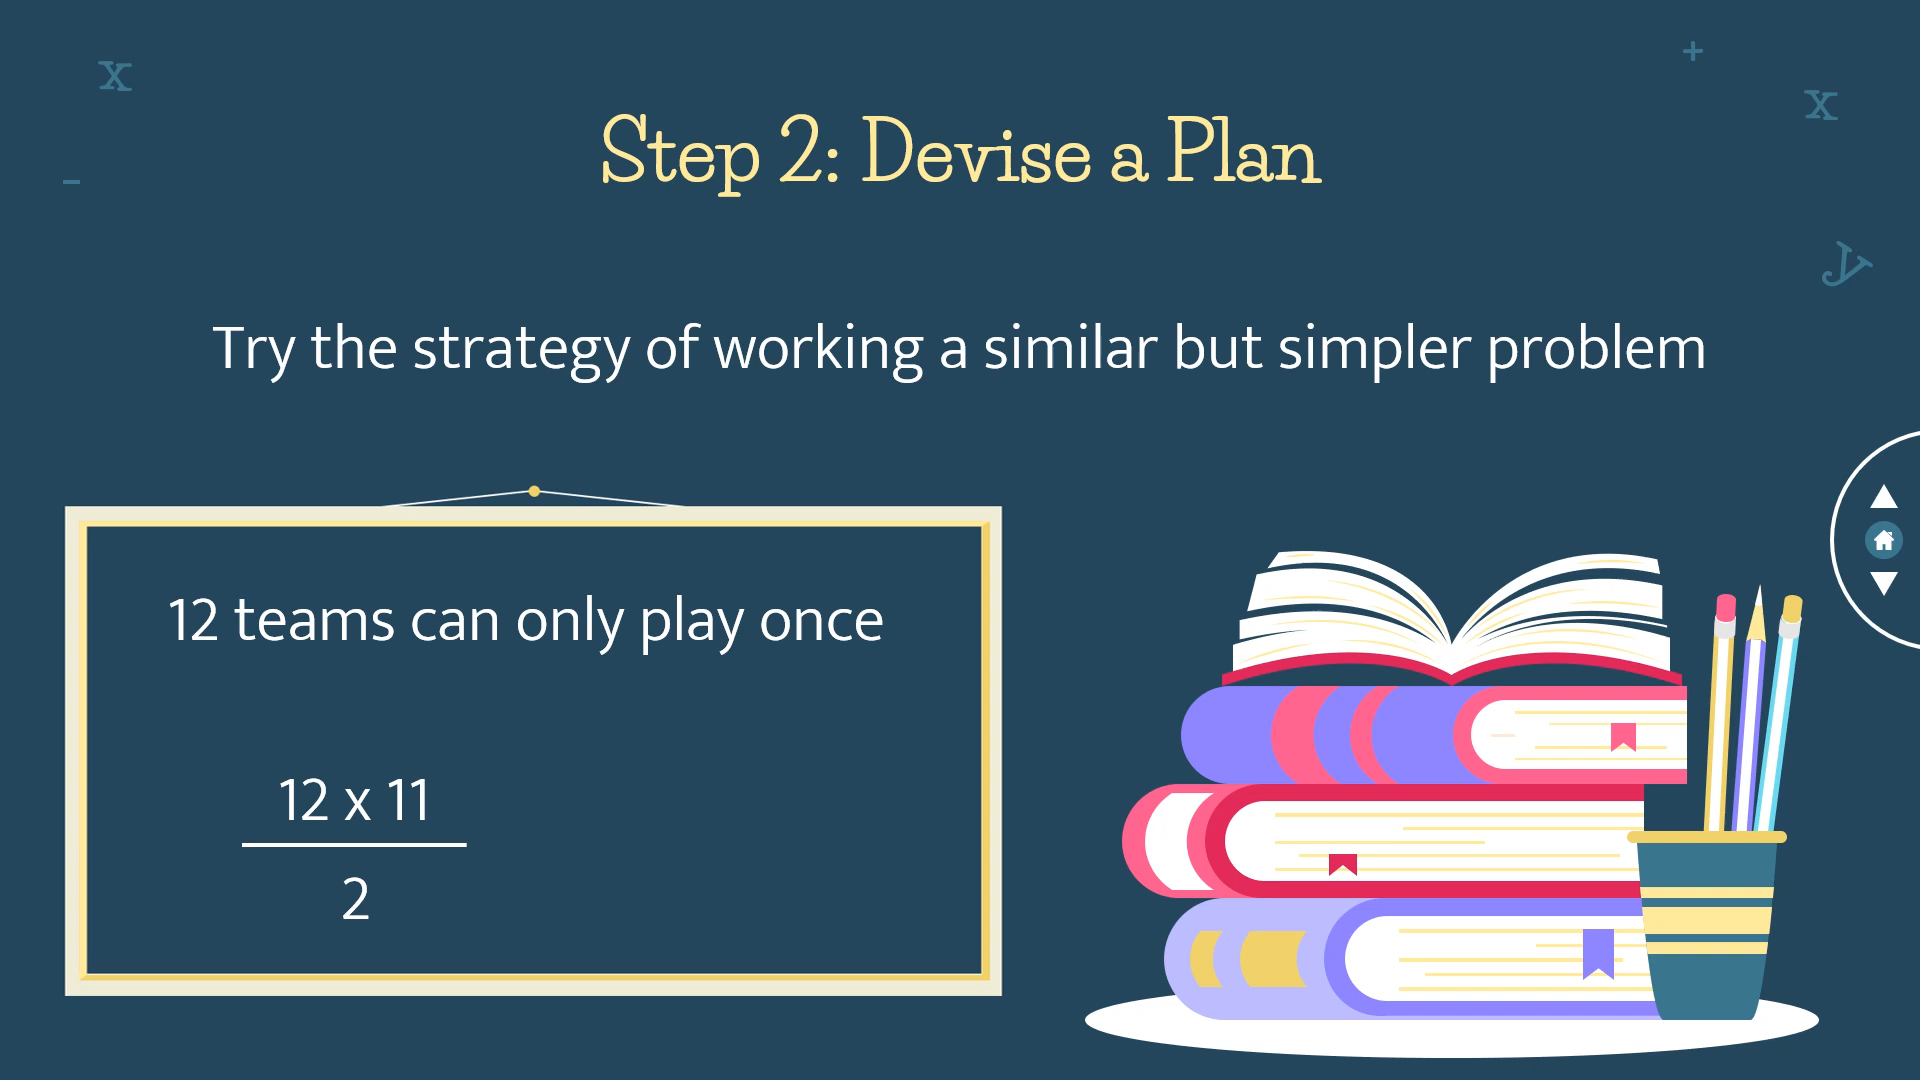 x
+
x
Step 2: Devise a Plan
-
y
Try the strategy of working a similar but simpler problem
12 teams can only play once
12 x 11
2